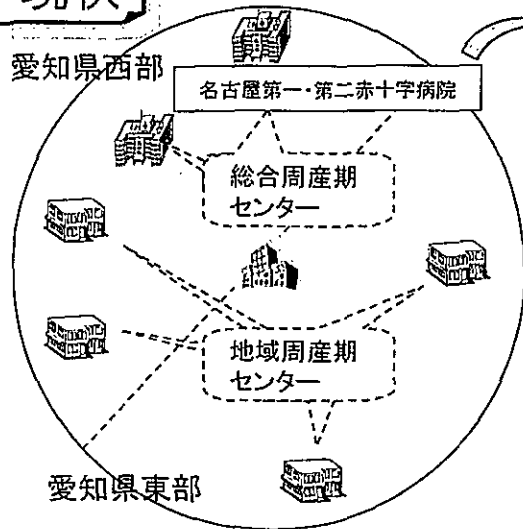 愛知県西部
名古屋第一・第二赤十字病院
総合周産期
センター
地域周産期
センター
愛知県東部